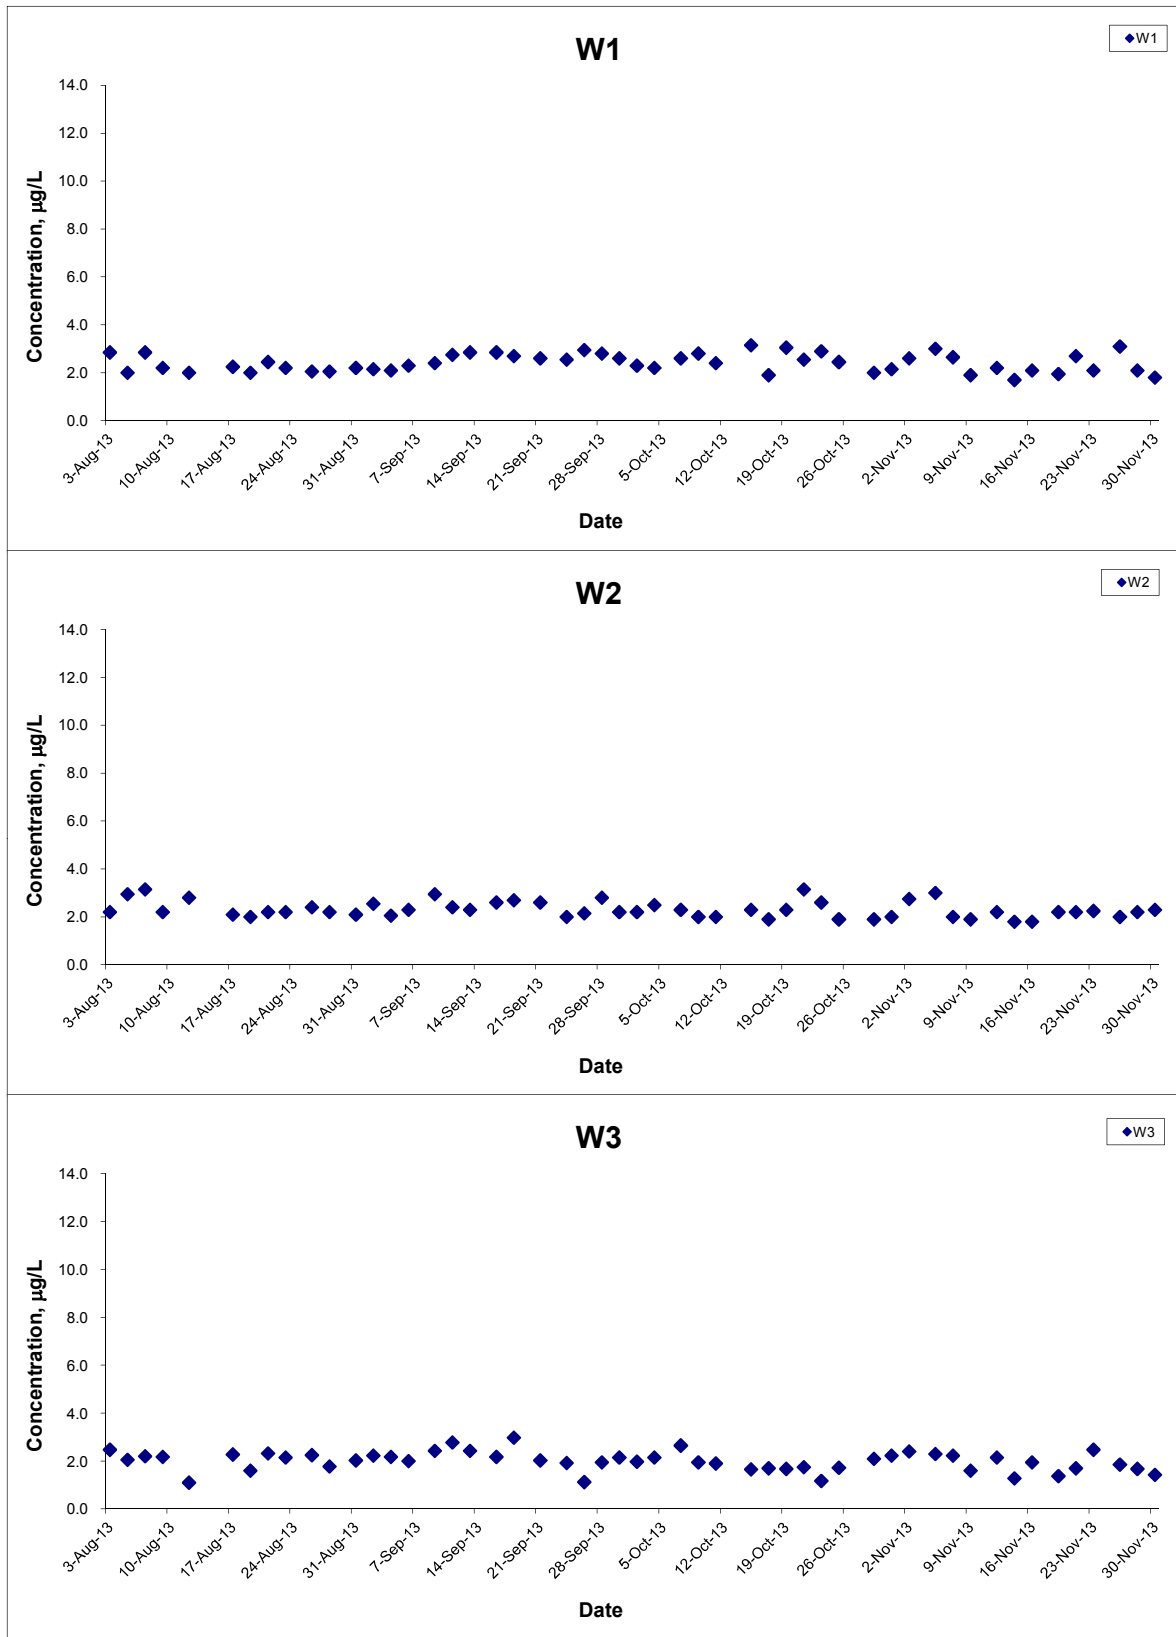 W1
W1
14.0
12.0
10.0
8.0
6.0
4.0
2.0
0.0
Concentration, µg/L
3-Aug-13 10-Aug-13 17-Aug-13 24-Aug-13 31-Aug-13 7-Sep-13 14-Sep-13 21-Sep-13 28-Sep-13 5-Oct-13 12-Oct-13 19-Oct-13 26-Oct-13 2-Nov-13 9-Nov-13 16-Nov-13 23-Nov-13 30-Nov-13
Date
W2
W2
14.0
12.0
10.0
8.0
6.0
4.0
2.0
0.0
Concentration, µg/L
3-Aug-13 10-Aug-13 17-Aug-13 24-Aug-13 31-Aug-13 7-Sep-13 14-Sep-13 21-Sep-13 28-Sep-13 5-Oct-13 12-Oct-13 19-Oct-13 26-Oct-13 2-Nov-13 9-Nov-13 16-Nov-13 23-Nov-13 30-Nov-13
Date
W3
W3
14.0
12.0
10.0
8.0
6.0
4.0
2.0
0.0
Concentration, µg/L
3-Aug-13 10-Aug-13 17-Aug-13 24-Aug-13 31-Aug-13 7-Sep-13 14-Sep-13 21-Sep-13 28-Sep-13 5-Oct-13 12-Oct-13 19-Oct-13 26-Oct-13 2-Nov-13 9-Nov-13 16-Nov-13 23-Nov-13 30-Nov-13
Date